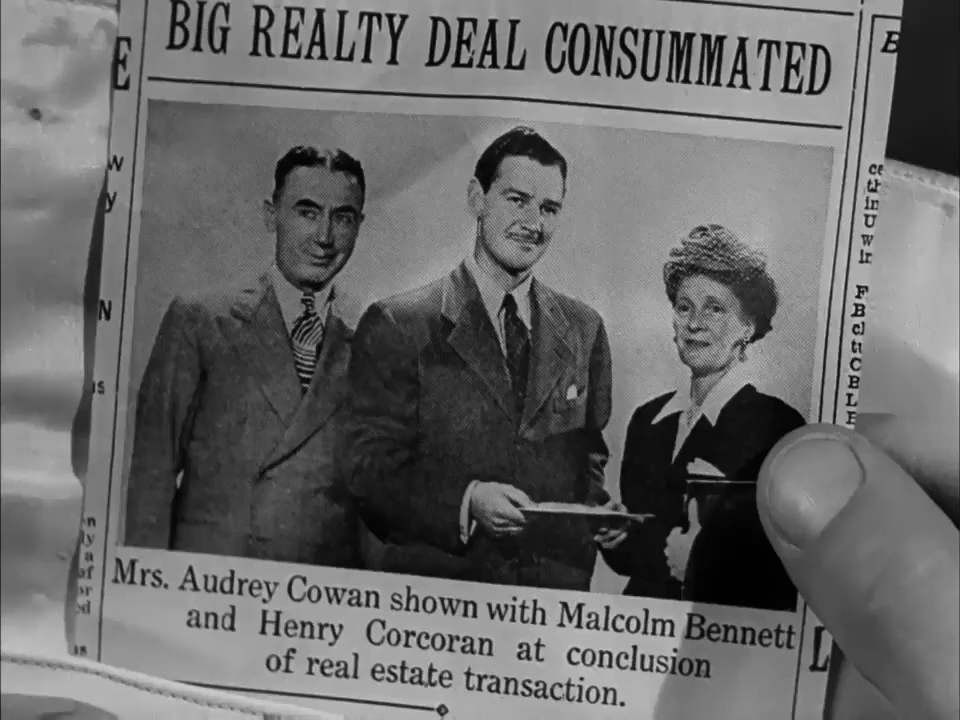 BIG REALTY DEAL CONSUMMATED
Mrs. Audrey Cowan shown with Malcolm Bennett
and Henry Corcoran at conclusion
of real estate transaction.